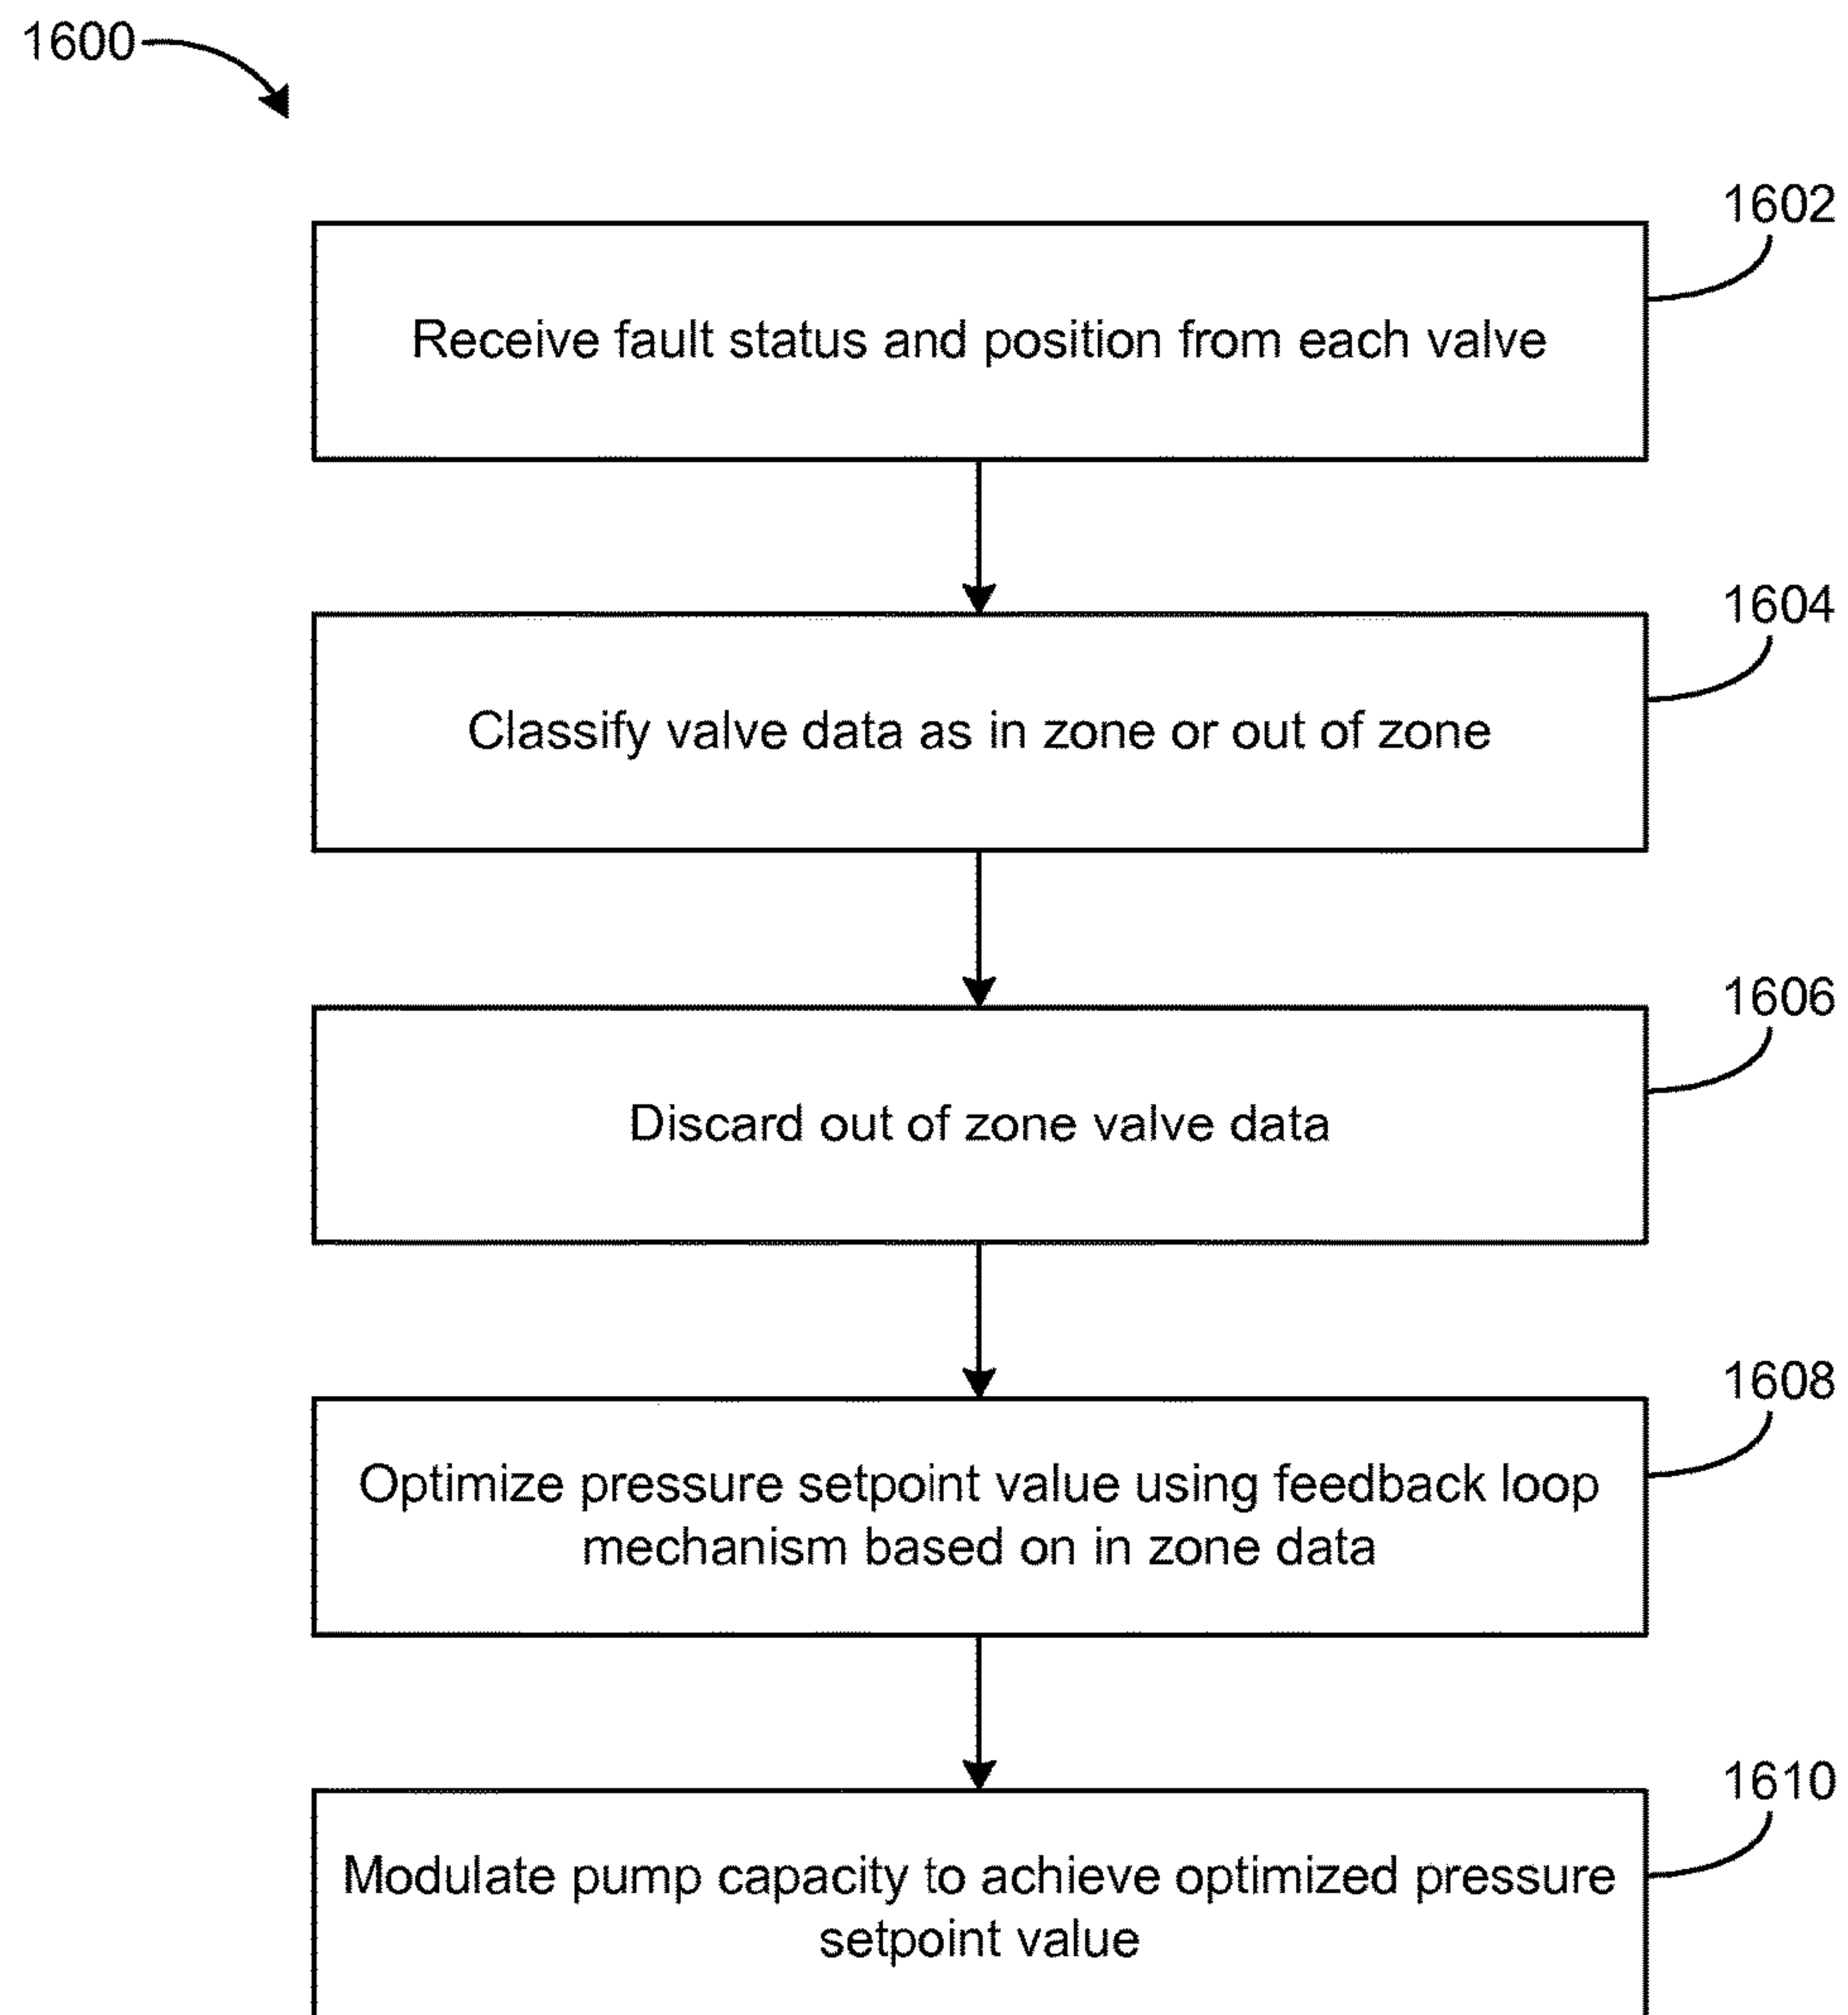 1600
1602
Receive fault status and position from each valve
1604
Classify valve data as in zone or out of zone
1606
Discard out of zone valve data
1608
Optimize pressure setpoint value using feedback loop
mechanism based on in zone data
1610
Modulate pump capacity to achieve optimized pressure
setpoint value